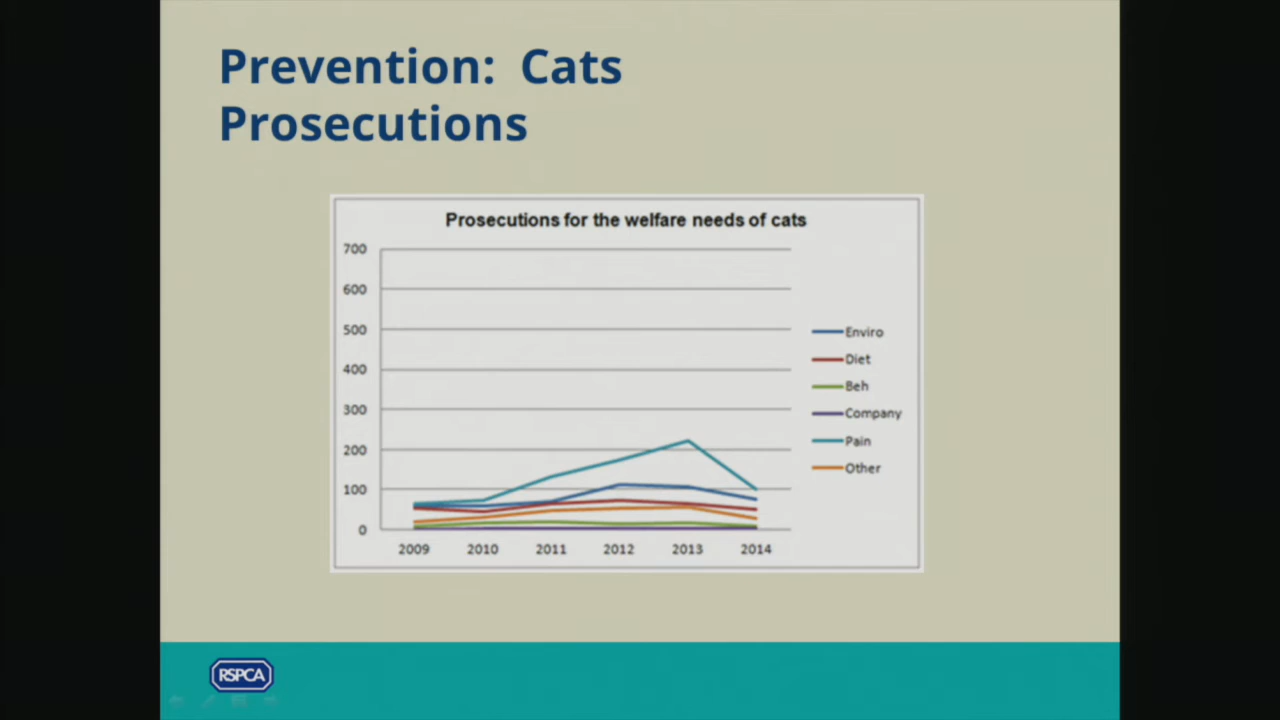 Prevention: Cats
Prosecutions
Prosecutions for the welfare needs of cats
700
600
500
400
300
200
100
0
2009 2010 2011 2012 2013 2014
Enviro
Diet
Beh
Company
Pain
Other
RSPCA